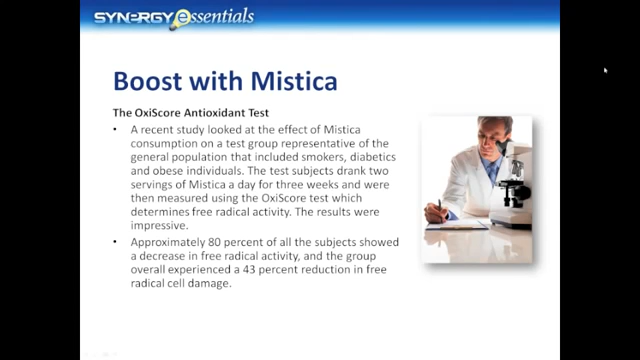 SYNERGY essentials
Boost with Mistica
The OxiScore Antioxidant Test
• A recent study looked at the effect of Mistica
consumption on a test group representative of the
general population that included smokers, diabetics
and obese individuals. The test subjects drank two
servings of Mistica a day for three weeks and were
then measured using the OxiScore test which
determines free radical activity. The results were
impressive.
• Approximately 80 percent of all the subjects showed
a decrease in free radical activity, and the group
overall experienced a 43 percent reduction in free
radical cell damage.